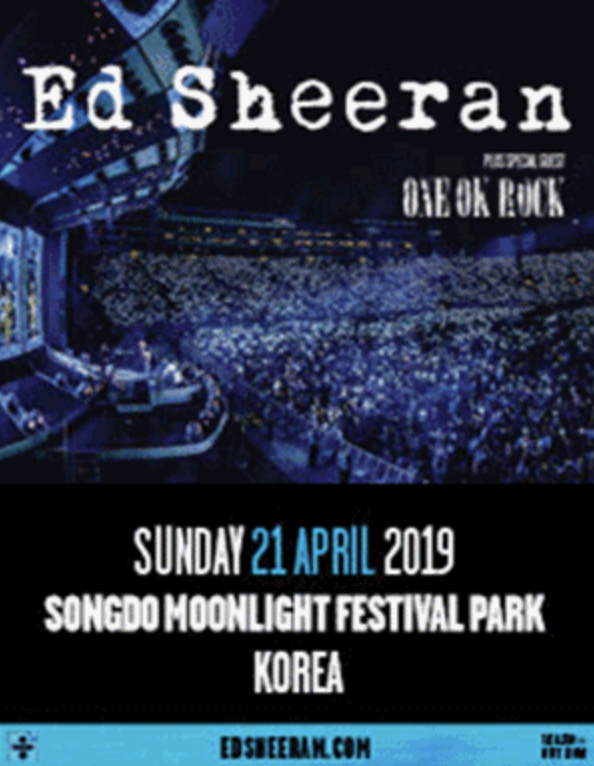 Ed Sheeran
PLUS SPECIAL GUEST
ONE OK ROCK
SUNDAY 21 APRIL 2019
SONGDO MOONLIGHT FESTIVAL PARK
KOREA
EDSHEERAN.COM